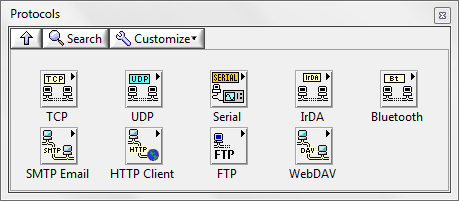 Protocols
Search Customize
TCP UDP SERIAL IrDA Bt
TCP UDP Serial IrDA Bluetooth
SMTP HTTP FTP DAV
SMTP Email HTTP Client FTP WebDAV